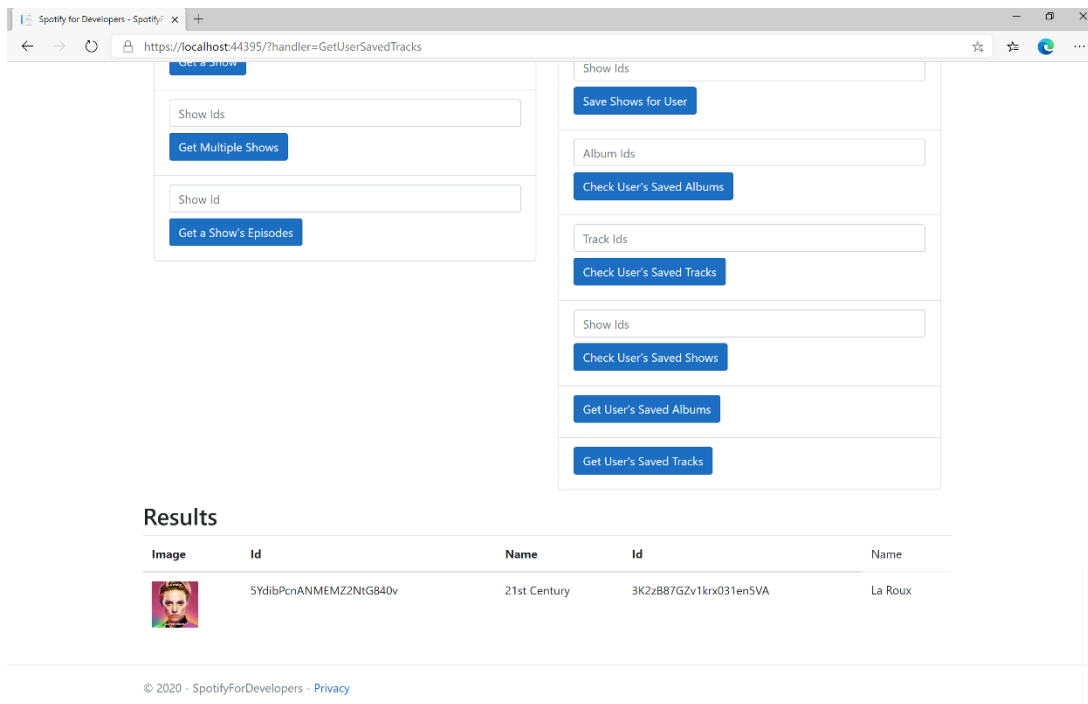 Spotify for Developers - SpotifyF
https://localhost:44395/?handler=GetUserSavedTracks
Get a Show
Show Ids
Get Multiple Shows
Show Id
Get a Show's Episodes
Show Ids
Save Shows for User
Album Ids
Check User's Saved Albums
Track Ids
Check User's Saved Tracks
Show Ids
Check User's Saved Shows
Get User's Saved Albums
Get User's Saved Tracks
Results
Image Id Name Id Name
5YdibPcnANMEMZ2NtG840v 21st Century 3K2zB87GZv1krx031en5VA La Roux
© 2020 - SpotifyForDevelopers - Privacy